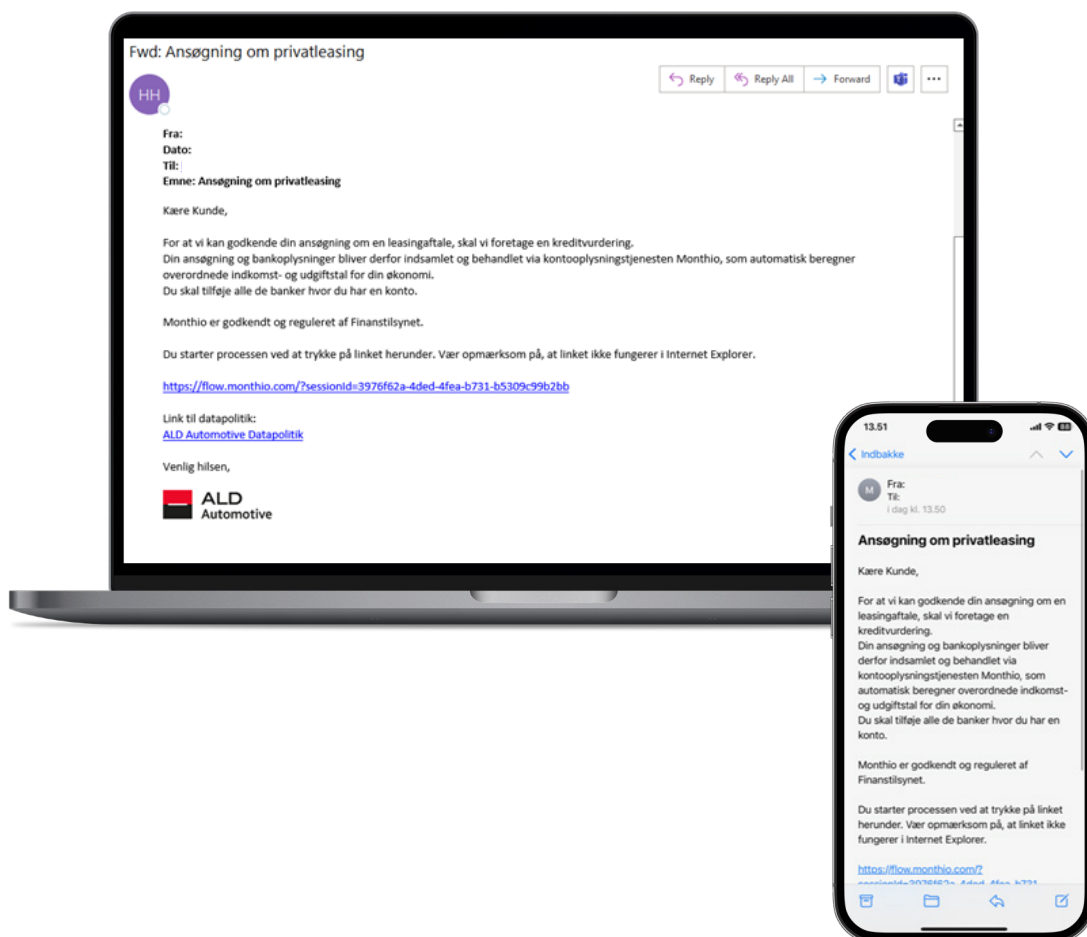 Fwd: Ansøgning om privatleasing
Reply
Reply All
Forward
HH
Fra:
Dato:
Til:
Emne: Ansøgning om privatleasing
Kære Kunde,
For at vi kan godkende din ansøgning om en leasingaftale, skal vi foretage en kreditvurdering.
Din ansøgning og bankoplysninger bliver derfor indsamlet og behandlet via kontooplysningstjenesten Monthio, som automatisk beregner
overordnede indkomst- og udgiftstal for din økonomi.
Du skal tilføje alle de banker hvor du har en konto.
Monthio er godkendt og reguleret af Finanstilsynet.
Du starter processen ved at trykke på linket herunder. Vær opmærksom på, at linket ikke fungerer i Internet Explorer.
https://flow.monthio.com/?sessionId=3976f62a-4ded-4fea-b731-b5309c99b2bb
Link til datapolitik:
ALD Automotive Datapolitik
Venlig hilsen,
ALD
Automotive
13.51
88
Indbakke
M
Fra:
Til:
i dag kl. 13.50
Ansøgning om privatleasing
Kære Kunde,
For at vi kan godkende din ansøgning om en
leasingaftale, skal vi foretage en
kreditvurdering.
Din ansøgning og bankoplysninger bliver
derfor indsamlet og behandlet via
kontooplysningstjenesten Monthio, som
automatisk beregner overordnede indkomst-
og udgiftstal for din økonomi.
Du skal tilføje alle de banker hvor du har en
konto.
Monthio er godkendt og reguleret af
Finanstilsynet.
Du starter processen ved at trykke på linket
herunder. Vær opmærksom på, at linket ikke
fungerer i Internet Explorer.
https://flow.monthio.com/?
sessionId=3976f62a-4ded-4fea-b731-